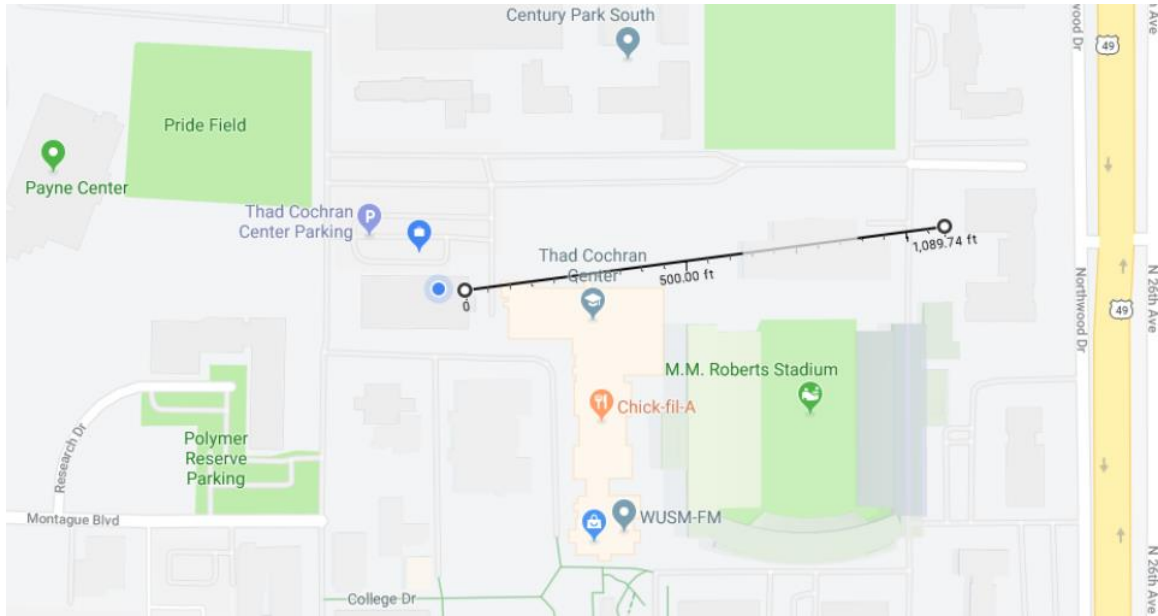 Century Park South
wood Dr
49
Ave
Pride Field
Payne Center
Thad Cochran
Center Parking
P
Thad Cochran
Center
1,089.74 ft
500.00 ft
0
Northwood Dr
N 26th Ave
49
M.M. Roberts Stadium
Chick-fil-A
Polymer
Reserve
Parking
Research Dr
Montague Blvd
WUSM-FM
College Dr
N 26th Ave